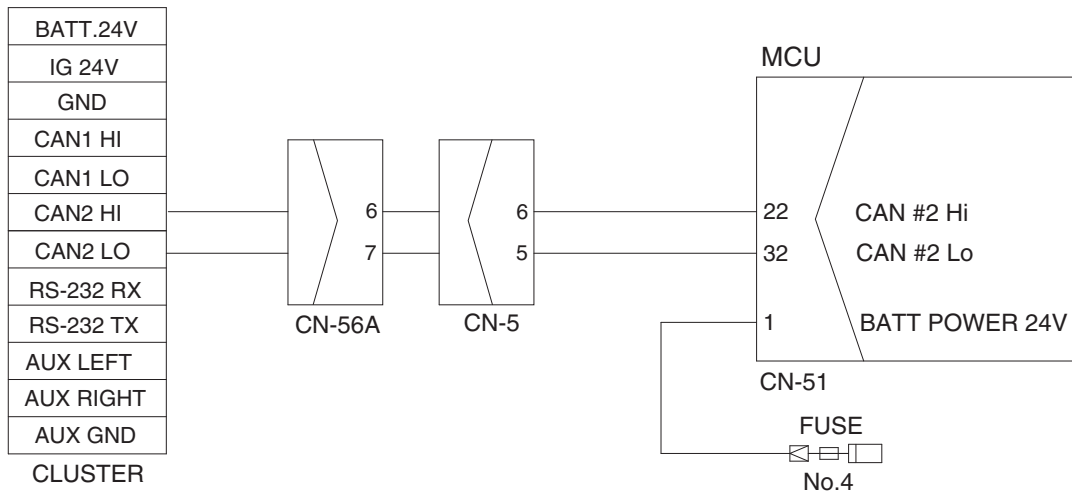 BATT.24V
IG 24V
GND
CAN1 HI
CAN1 LO
CAN2 HI
CAN2 LO
RS-232 RX
RS-232 TX
AUX LEFT
AUX RIGHT
AUX GND
CLUSTER
6
7
CN-56A
6
5
CN-5
MCU
22 CAN #2 Hi
32 CAN #2 Lo
1 BATT POWER 24V
CN-51
FUSE
No.4